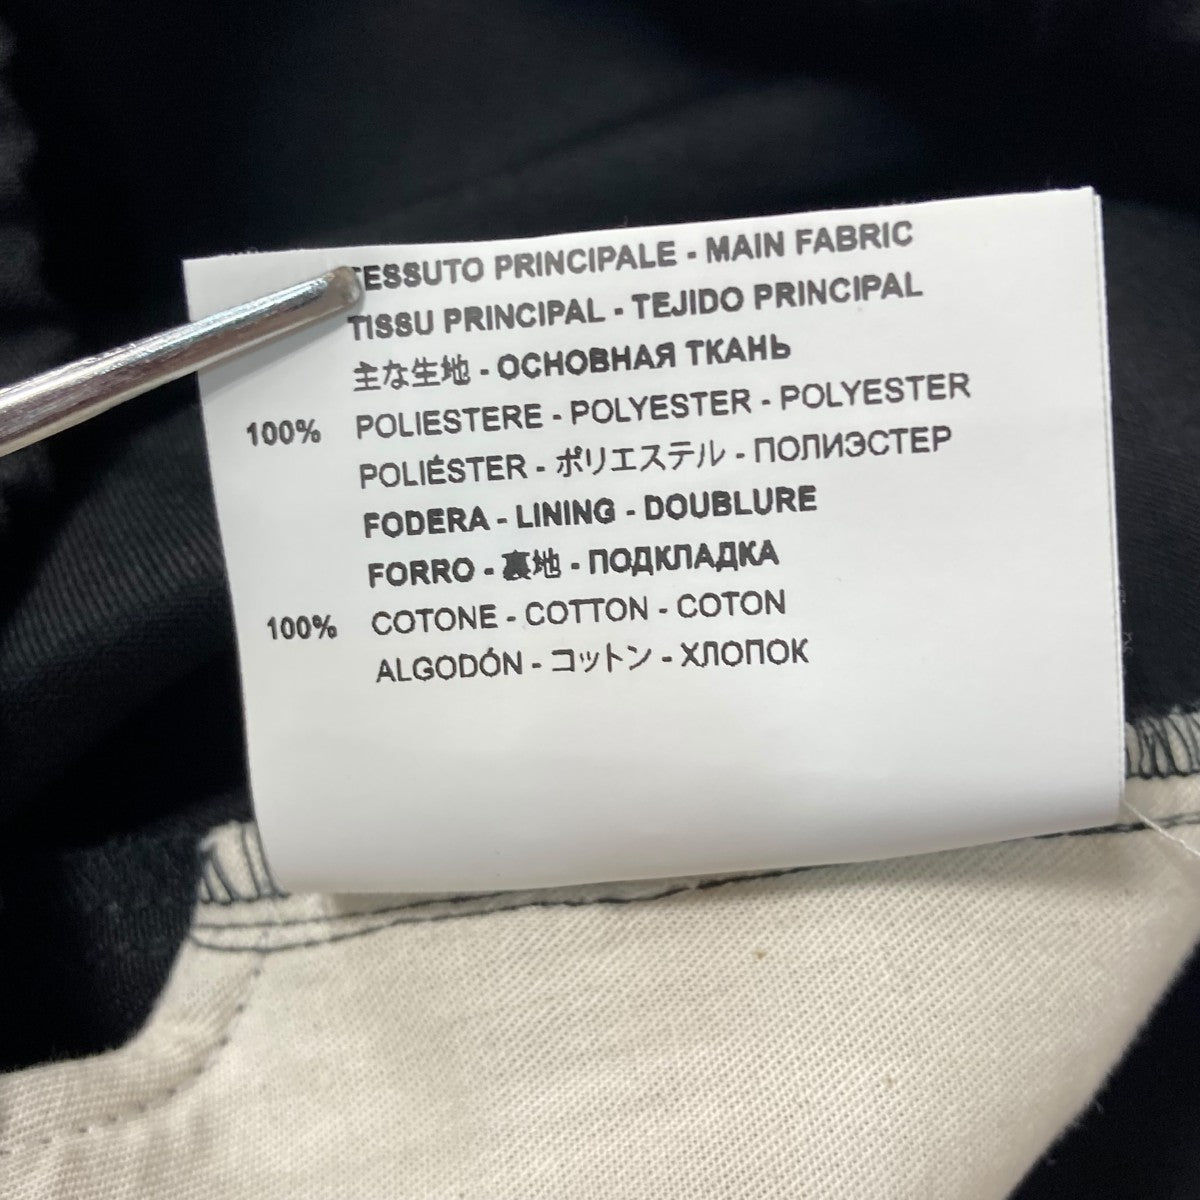 TESSUTO PRINCIPALE - MAIN FABRIC
TISSU PRINCIPAL - TEJIDO PRINCIPAL
主な生地 - ОСНОВНАЯ ТКАНЬ
100% POLIESTERE - POLYESTER - POLYESTER
POLIÉSTER - ポリエステル - ПОЛИЭСТЕР
FODERA - LINING - DOUBLURE
FORRO - 裏地 - ПОДКЛАДКА
100% COTONE - COTTON - COTON
ALGODÓN - コットン - ХЛОПОК